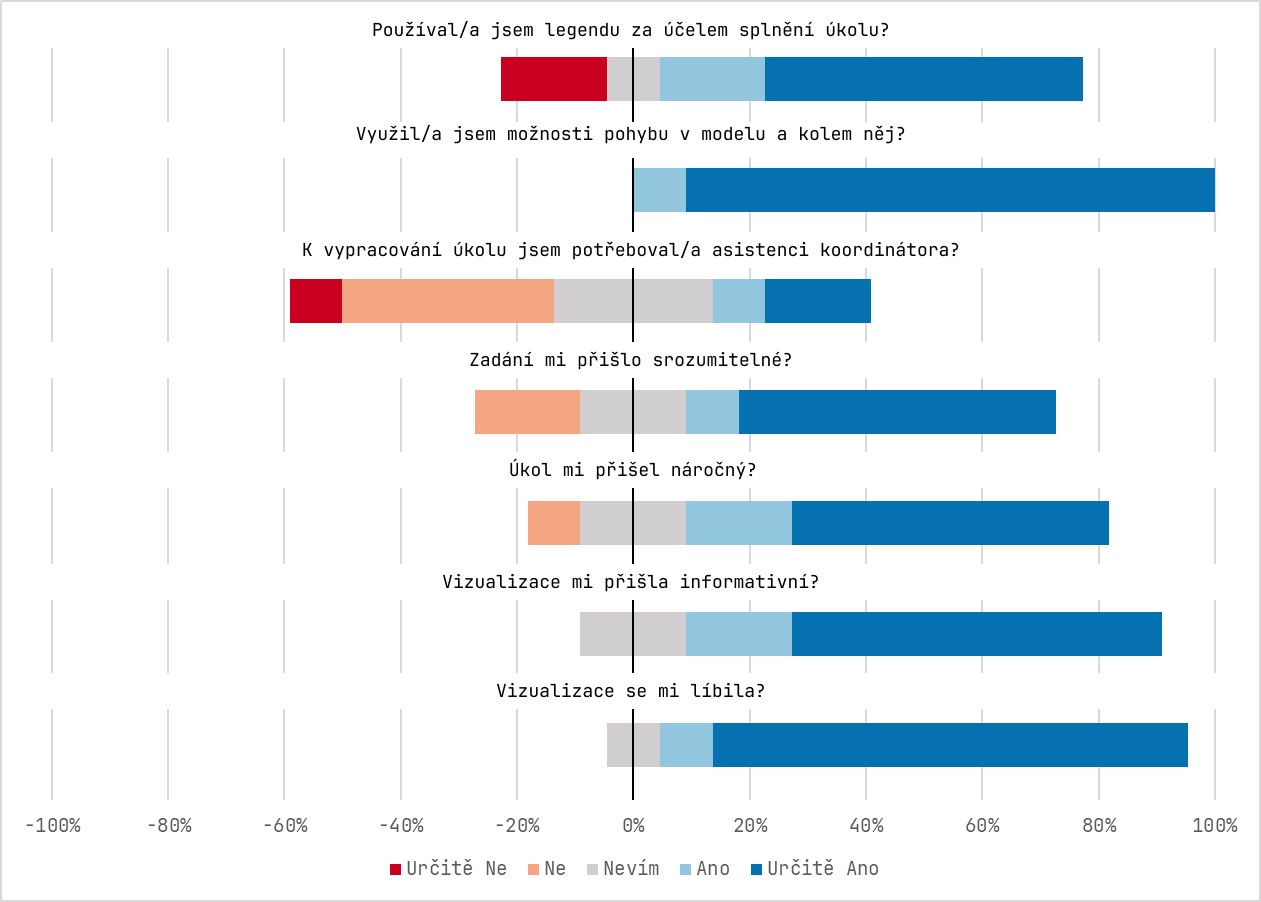 Používal/a jsem legendu za účelem splnění úkolu?
Využil/a jsem možnosti pohybu v modelu a kolem něj?
K vypracování úkolu jsem potřeboval/a asistenci koordinátora?
Zadání mi přišlo srozumitelné?
Úkol mi přišel náročný?
Vizualizace mi přišla informativní?
Vizualizace se mi líbila?
-100% -80% -60% -40% -20% 0% 20% 40% 60% 80% 100%
Určitě Ne Ne Nevím Ano Určitě Ano